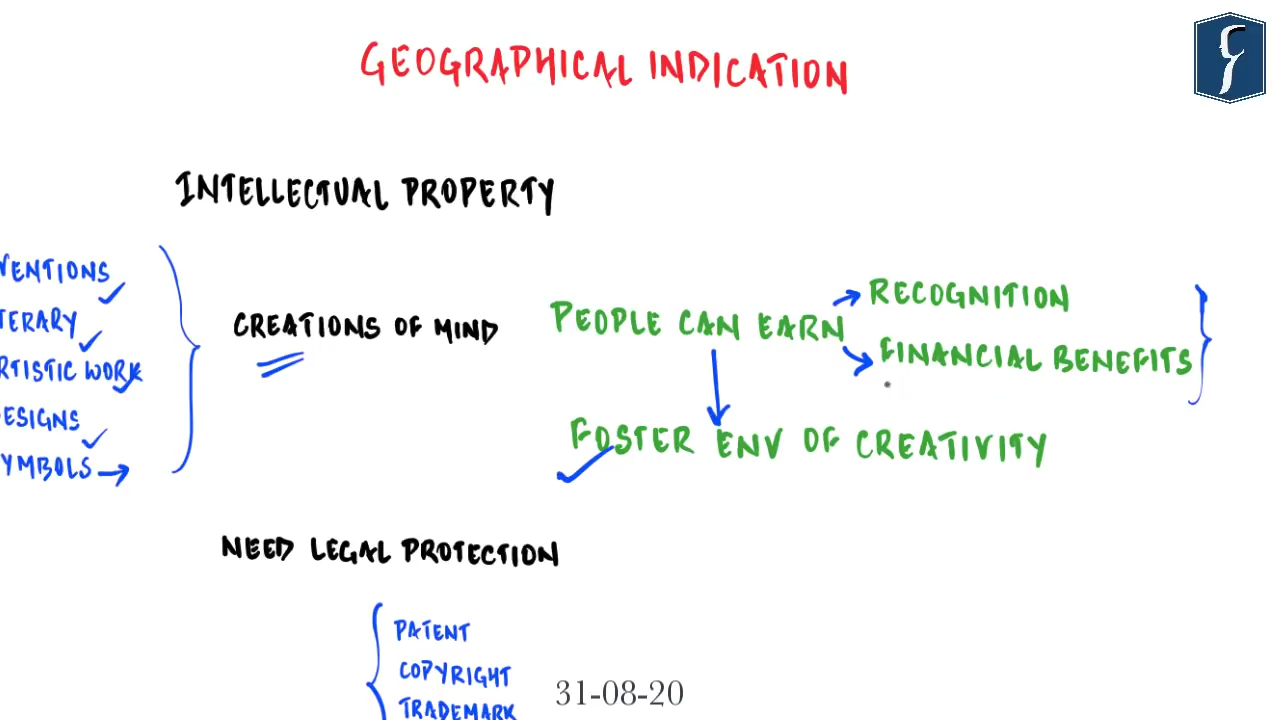 GEOGRAPHICAL INDICATION
INTELLECTUAL PROPERTY
VENTIONS
TERARY
RTISTIC WORK
ESIGNS
YMBOLS
CREATIONS OF MIND
PEOPLE CAN EARN
RECOGNITION
FINANCIAL BENEFITS
FOSTER ENV OF CREATIVITY
NEED LEGAL PROTECTION
PATENT
COPYRIGHT
TRADEMARK
31-08-20